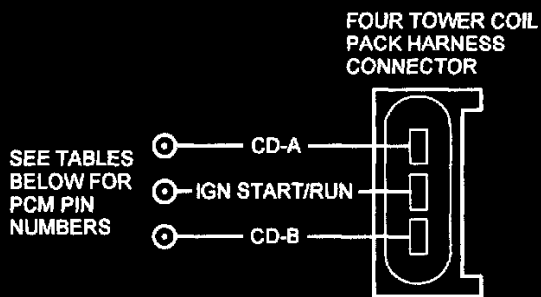 FOUR TOWER COIL
PACK HARNESS
CONNECTOR
SEE TABLES
BELOW FOR
PCM PIN
NUMBERS
CD-A
IGN START/RUN
CD-B